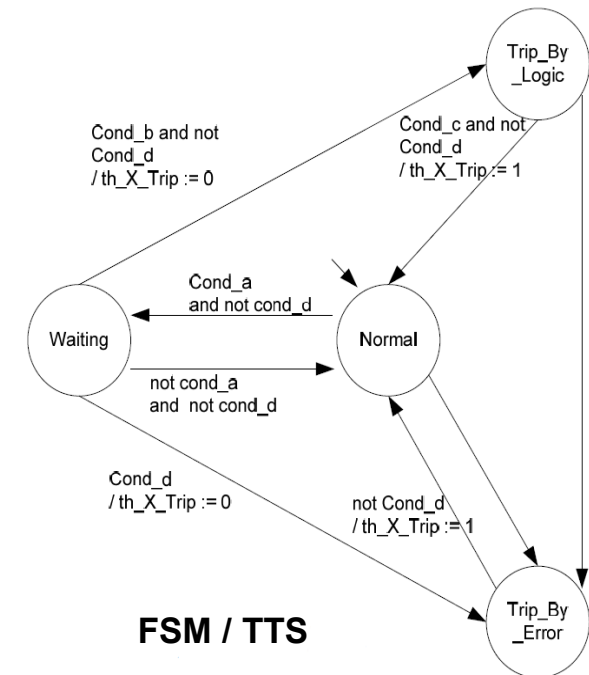 Trip_By
_Logic
Cond_b and not
Cond_d
/ th_X_Trip := 0
Cond_c and not
Cond_d
/ th_X_Trip := 1
Cond_a
and not cond_d
Waiting
Normal
not cond_a
and not cond_d
Cond_d
/ th_X_Trip := 0
not Cond_d
/ th_X_Trip := 1
Trip_By
_Error
FSM / TTS